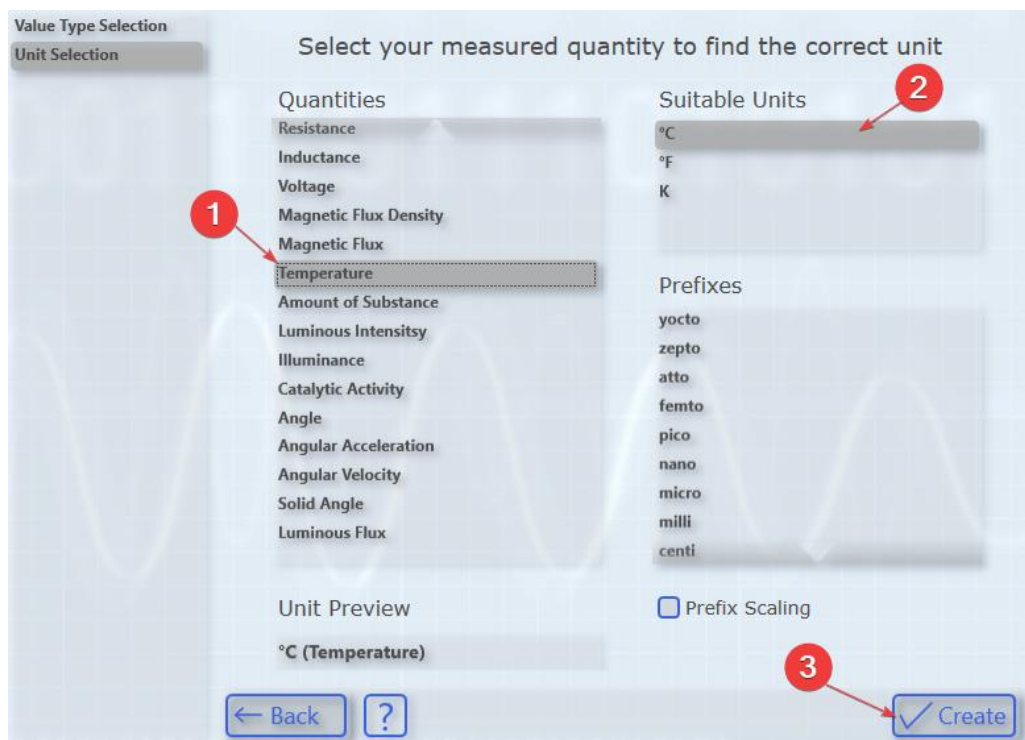 Value Type Selection
Unit Selection
Select your measured quantity to find the correct unit
Quantities
Resistance
Inductance
Voltage
Magnetic Flux Density
Magnetic Flux
Temperature
Amount of Substance
Luminous Intensitsy
Illuminance
Catalytic Activity
Angle
Angular Acceleration
Angular Velocity
Solid Angle
Luminous Flux
Unit Preview
°C (Temperature)
Suitable Units
°C
°F
K
Prefixes
yocto
zepto
atto
femto
pico
nano
micro
milli
centi
Prefix Scaling
1
2
3
← Back
?
Create